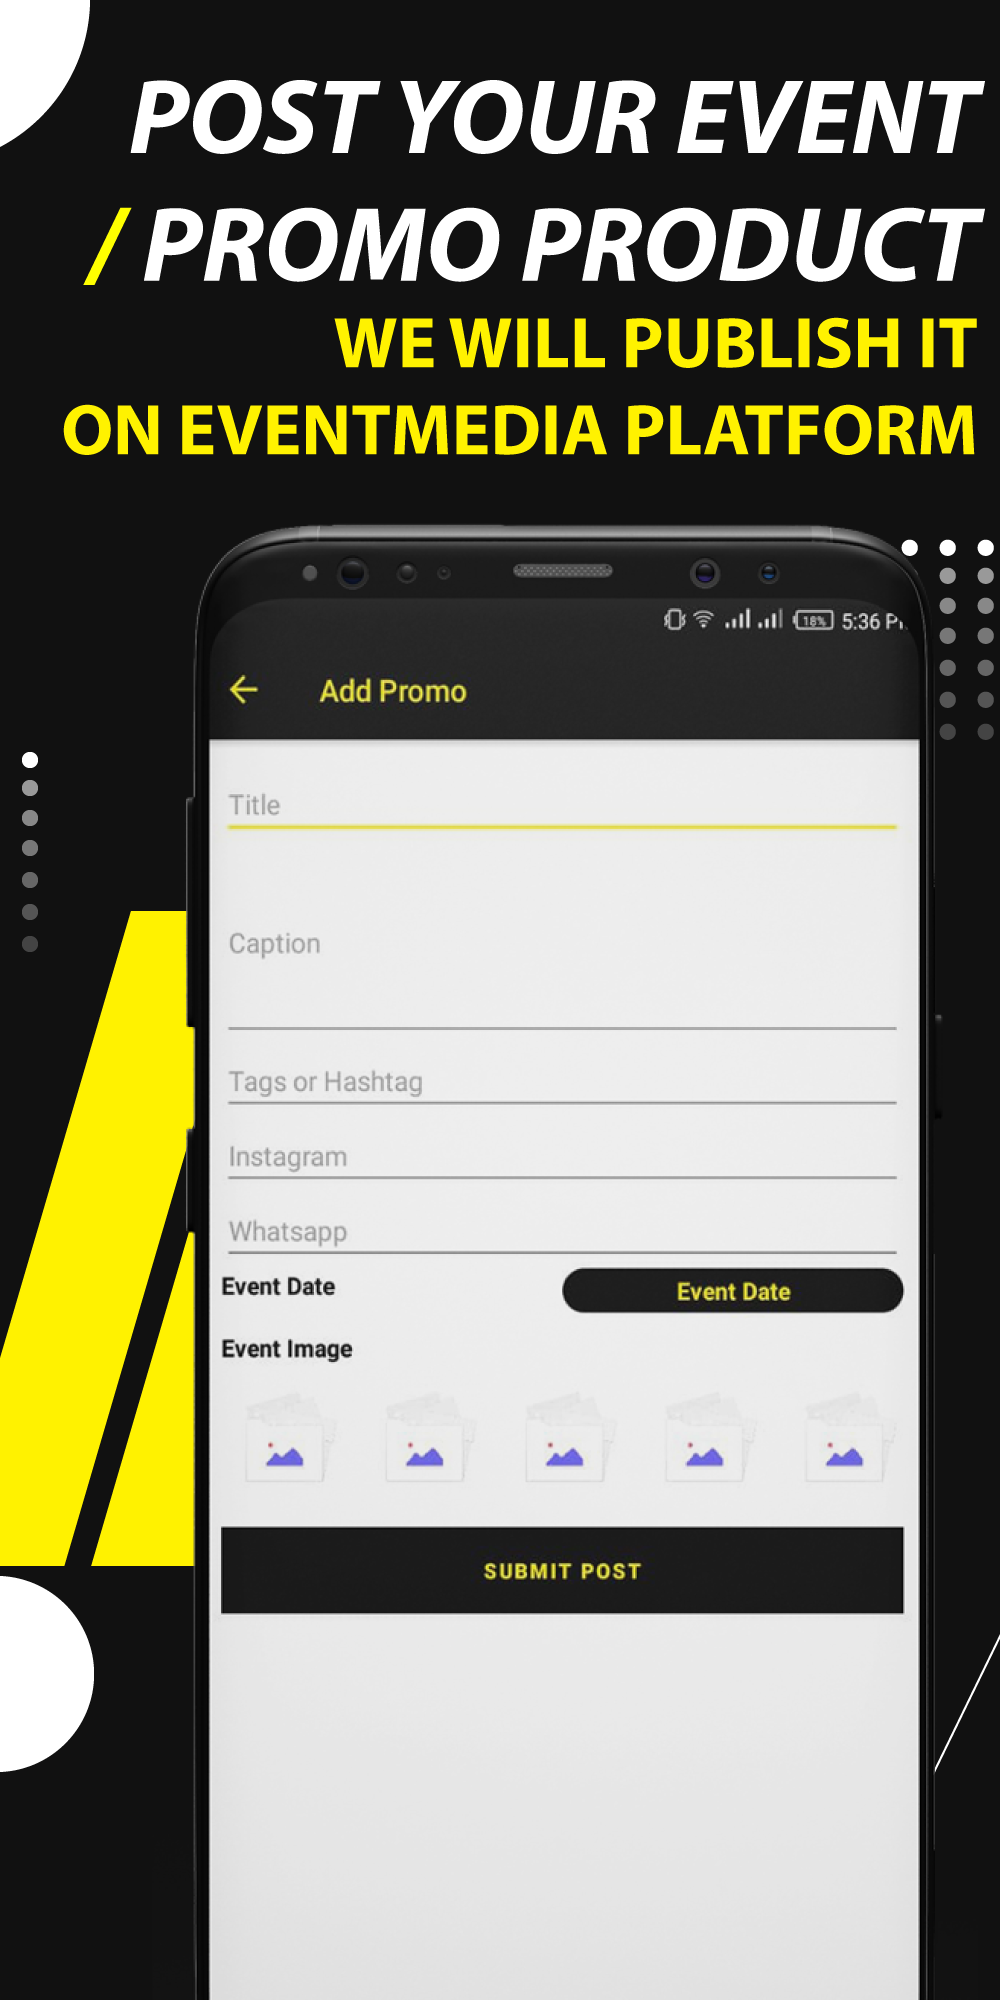 POST YOUR EVENT
/ PROMO PRODUCT
WE WILL PUBLISH IT
ON EVENTMEDIA PLATFORM
18% 5:36 P
Add Promo
Title
Caption
Tags or Hashtag
Instagram
Whatsapp
Event Date Event Date
Event Image
SUBMIT POST